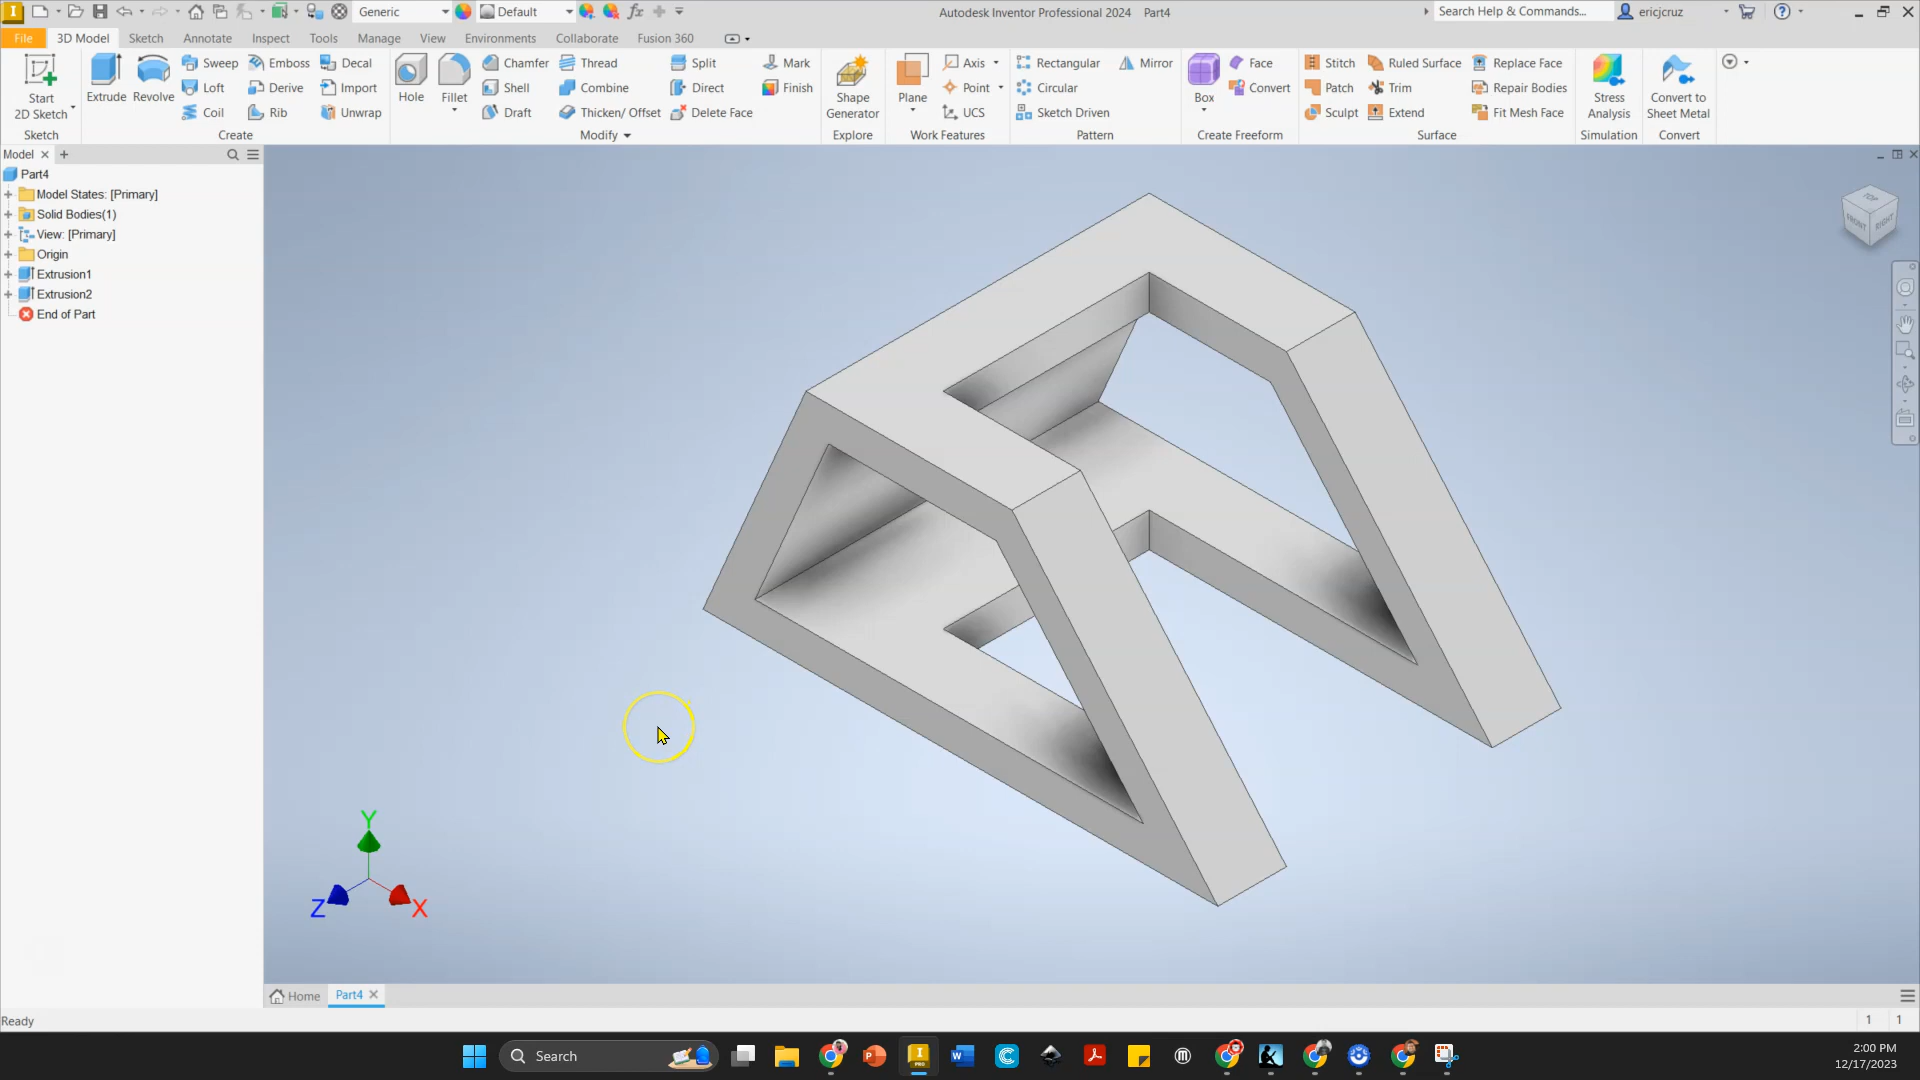 Generic
Default
fx
Autodesk Inventor Professional 2024 Part4
Search Help & Commands...
ericjcruz
File 3D Model Sketch Annotate Inspect Tools Manage View Environments Collaborate Fusion 360
Start
2D Sketch
Sketch
Extrude
Revolve
Sweep
Loft
Coil
Emboss
Derive
Rib
Decal
Import
Unwrap
Create
Hole
Fillet
Chamfer
Shell
Draft
Thread
Combine
Thicken/ Offset
Split
Direct
Delete Face
Mark
Finish
Modify
Shape
Generator
Explore
Plane
Axis
Point
UCS
Work Features
Rectangular
Circular
Sketch Driven
Mirror
Pattern
Box
Face
Convert
Create Freeform
Stitch
Patch
Sculpt
Ruled Surface
Trim
Extend
Replace Face
Repair Bodies
Fit Mesh Face
Surface
Stress
Analysis
Simulation
Convert to
Sheet Metal
Convert
Model
Part4
Model States: [Primary]
Solid Bodies(1)
View: [Primary]
Origin
Extrusion1
Extrusion2
End of Part
TOP
FRONT
RIGHT
Y
Z
X
Home
Part4
Ready
1 1
Search
2:00 PM
12/17/2023